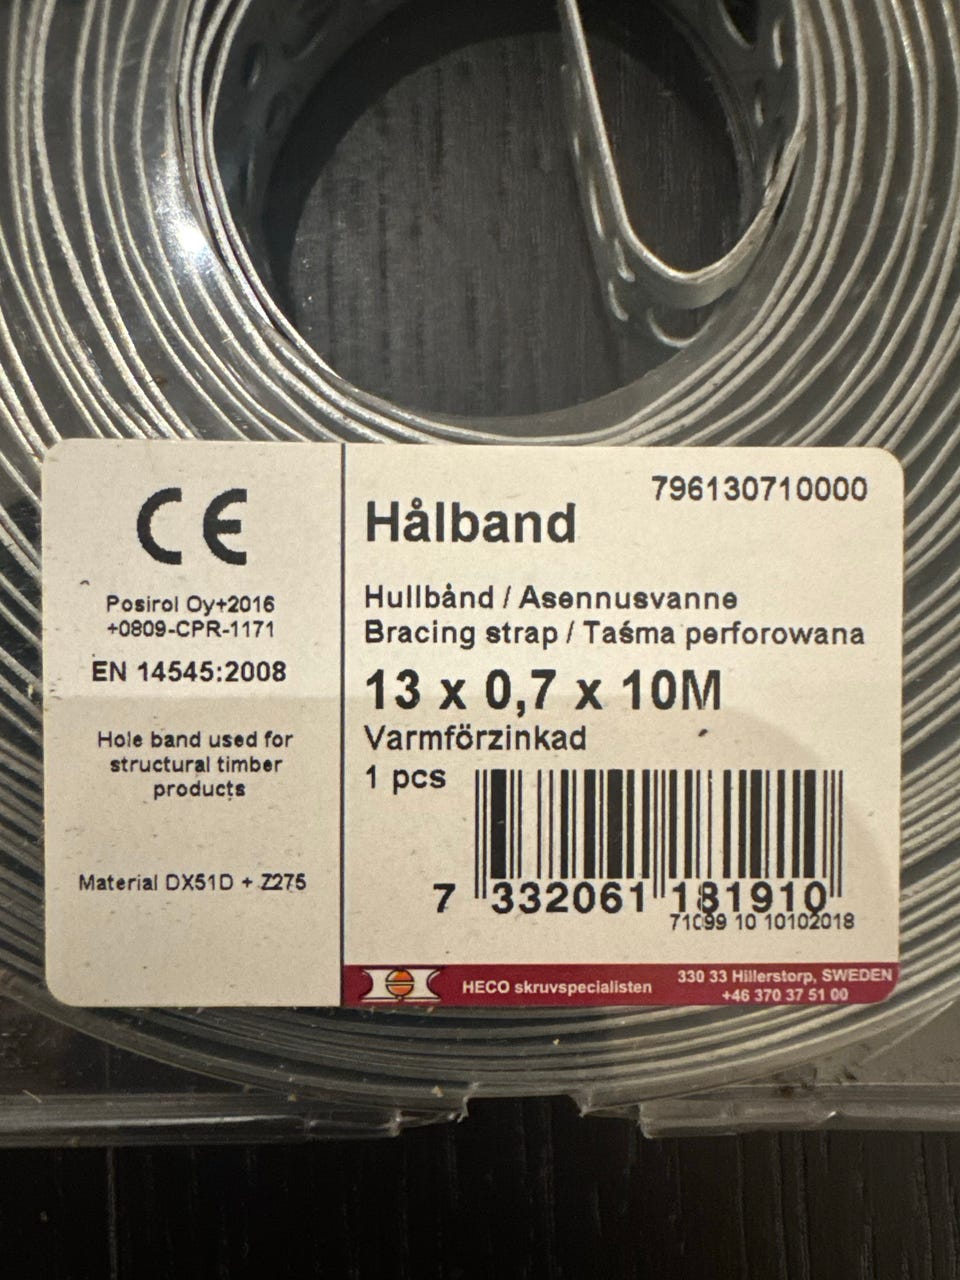 CE
Posirol Oy+2016
+0809-CPR-1171
EN 14545:2008
Hole band used for
structural timber
products
Material DX51D + Z275
796130710000
Hålband
Hullbånd / Asennusvanne
Bracing strap / Taśma perforowana
13 x 0,7 x 10M
Varmförzinkad
1 pcs
7 332061 181910
71099 10 10102018
HECO skruvspecialisten
330 33 Hillerstorp, SWEDEN
+46 370 37 51 00